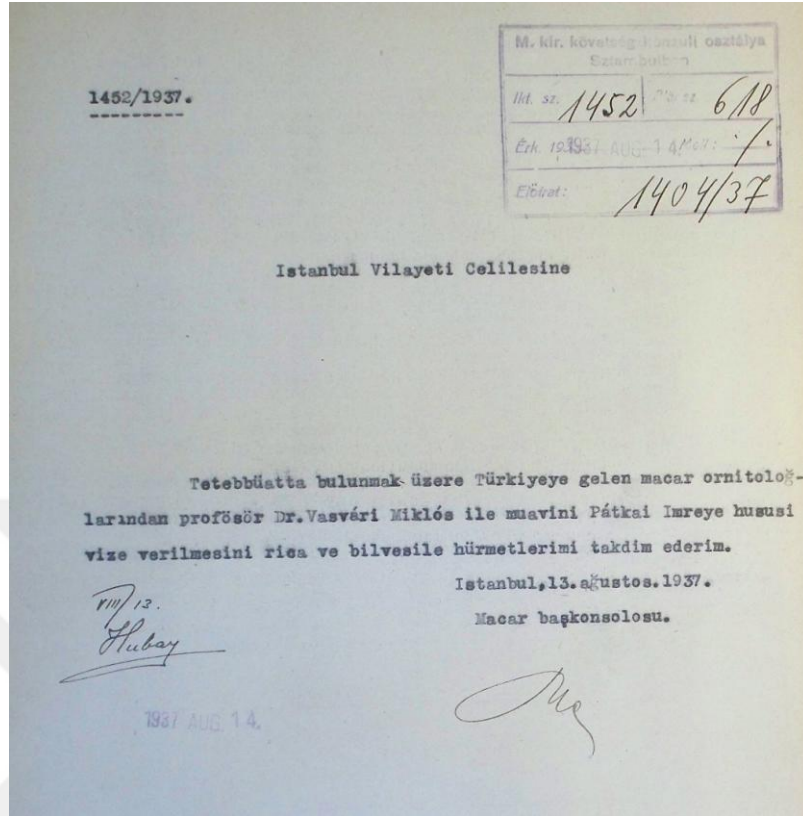 M. kir. követség konzuli osztálya
Sztambulban
1452/1937.
Ikt. sz. 1452 sz. 618
Érk. 1937 AUG. 14. Mell: ·/.
Előirat: 1404/37
Istanbul Vilayeti Celilesine
Tetebbüatta bulunmak üzere Türkiyeye gelen macar ornitoloğ-
larından profösör Dr.Vasvári Miklós ile muavini Pátkai Imreye hususi
vize verilmesini rica ve bilvesile hürmetlerimi takdim ederim.
Istanbul,13.ağustos.1937.
Macar başkonsolosu.
VIII/13.
Hubay
1937 AUG. 14.